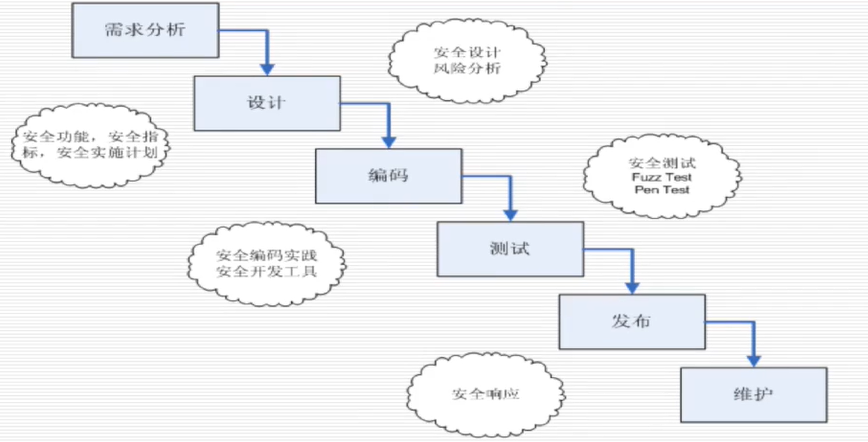 需求分析
安全设计
风险分析
设计
安全功能，安全指
标，安全实施计划
编码
安全测试
Fuzz Test
Pen Test
安全编码实践
安全开发工具
测试
发布
安全响应
维护